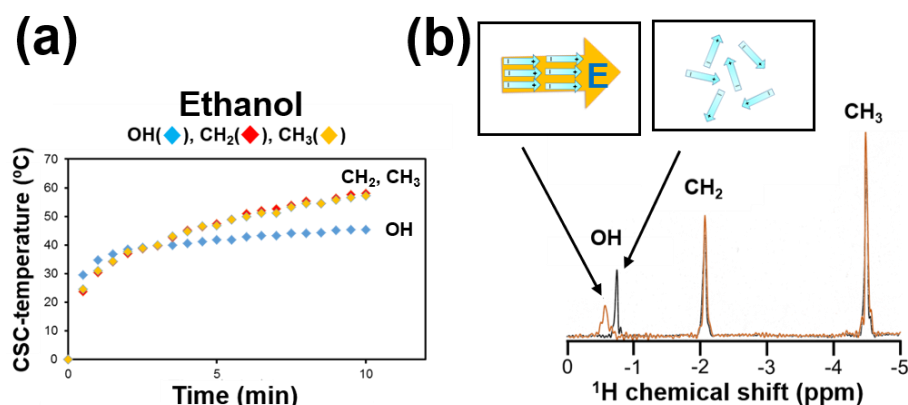 (a)
Ethanol
OH(◆), CH₂(◆), CH₃(◆)
CSC-temperature (ºC)
70
60
50
40
30
20
10
0
CH₂, CH₃
OH
0
5
10
Time (min)
(b)
E
OH
CH₂
CH₃
0
-1
-2
-3
-4
-5
¹H chemical shift (ppm)